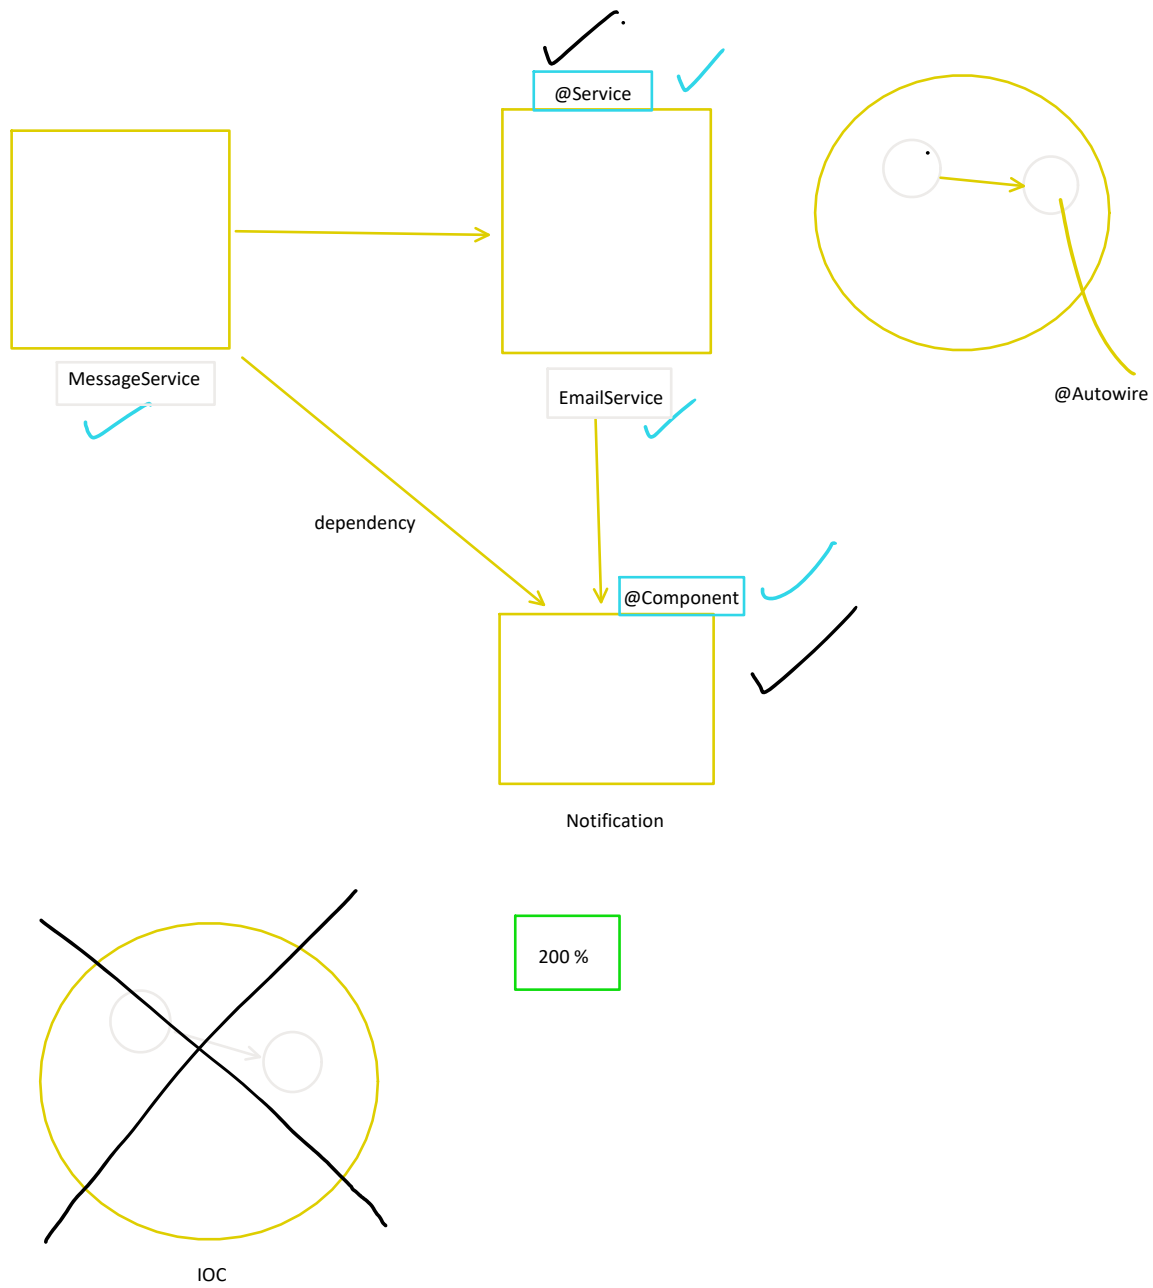 @Service
MessageService
EmailService
@Autowire
dependency
@Component
Notification
200 %
IOC